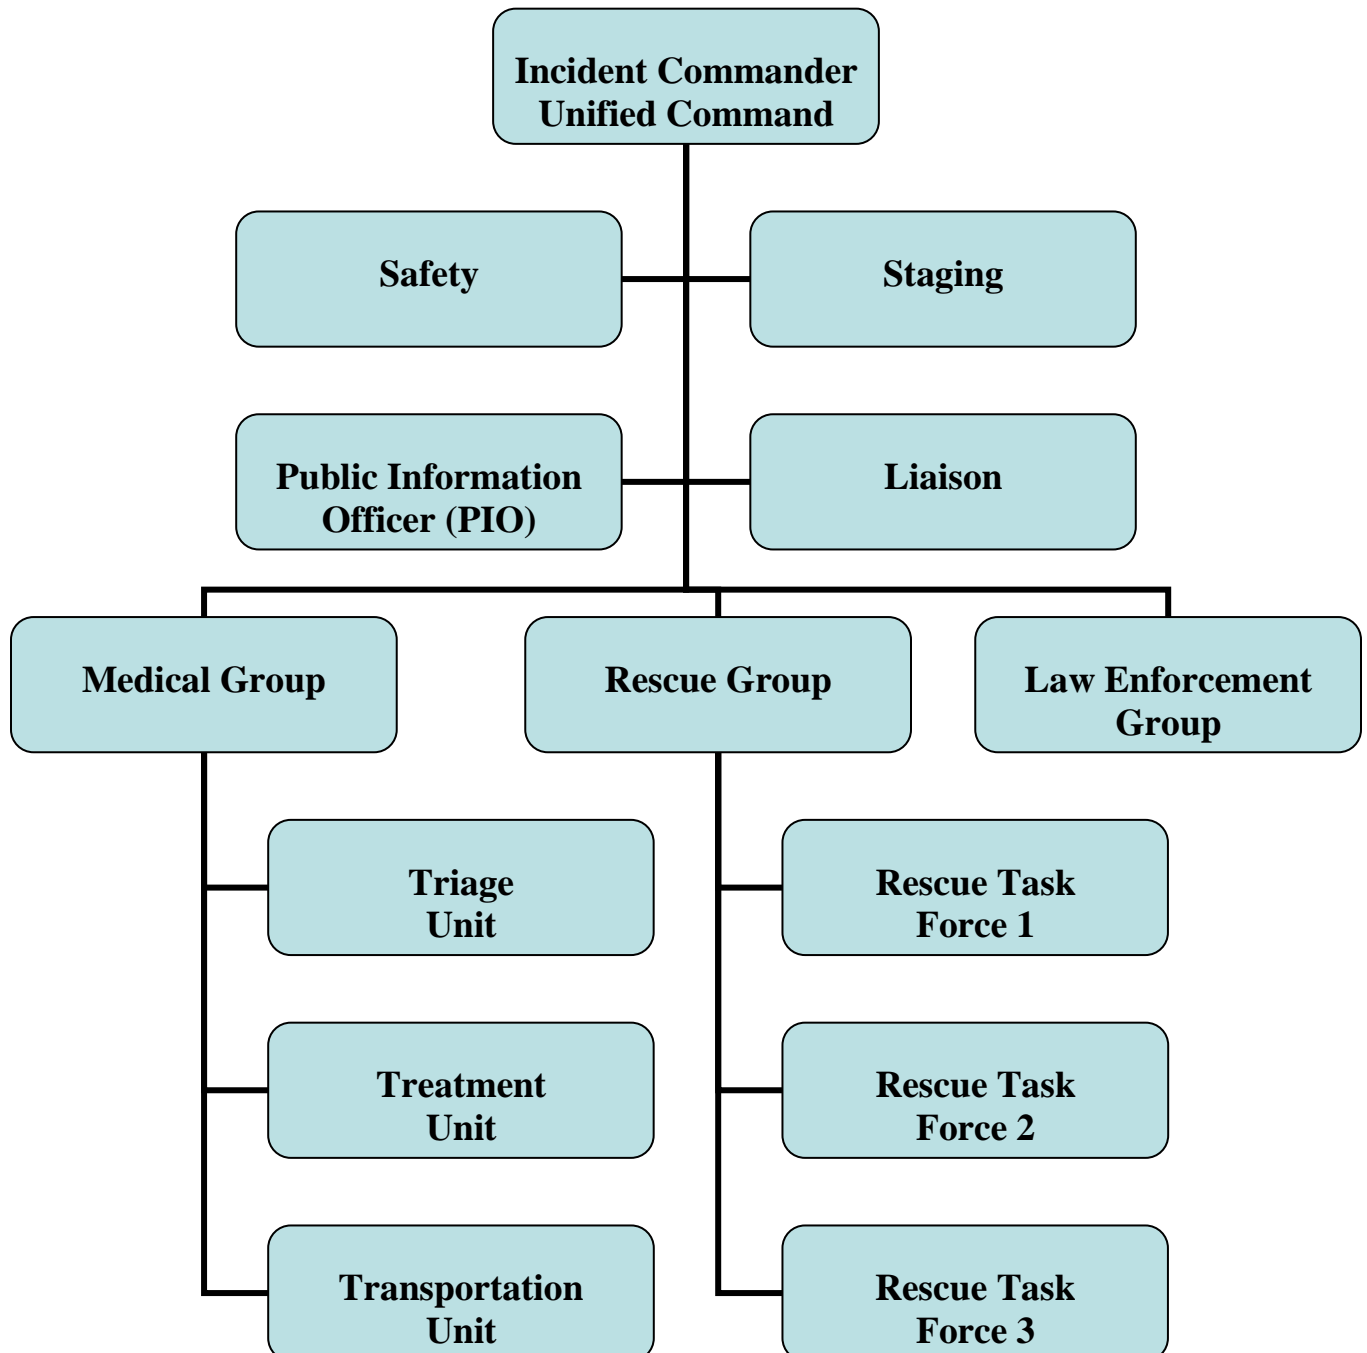 Incident Commander
Unified Command
Safety
Staging
Public Information
Officer (PIO)
Liaison
Medical Group
Rescue Group
Law Enforcement
Group
Triage
Unit
Rescue Task
Force 1
Treatment
Unit
Rescue Task
Force 2
Transportation
Unit
Rescue Task
Force 3